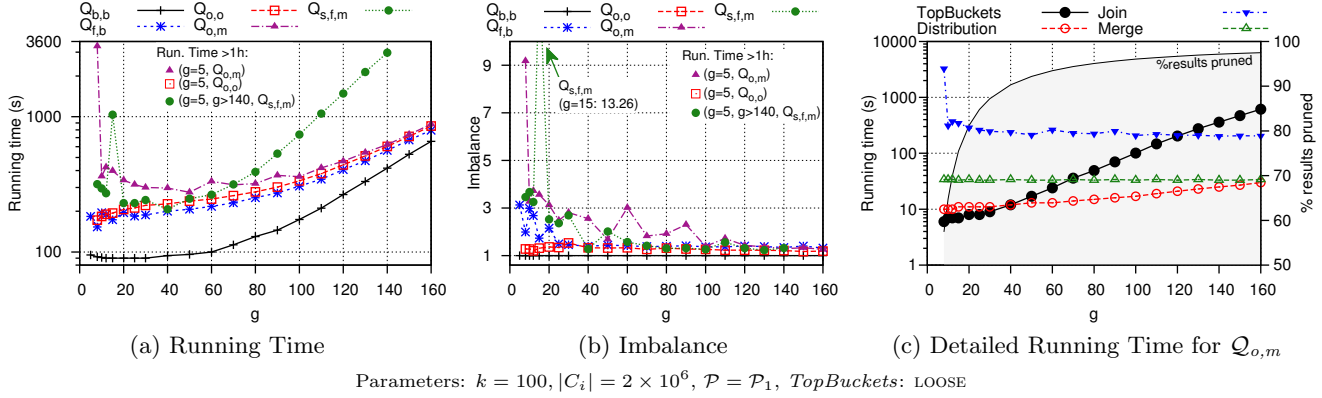 Q_{b,b} Q_{o,o} Q_{s,f,m}
Q_{f,b} Q_{o,m}
3600
1000
100
Running time (s)
Run. Time >1h:
(g=5, Q_{o,m})
(g=5, Q_{o,o})
(g=5, g>140, Q_{s,f,m})
0 20 40 60 80 100 120 140 160
g
(a) Running Time
Q_{b,b} Q_{o,o} Q_{s,f,m}
Q_{f,b} Q_{o,m}
9
7
5
3
1
Imbalance
Q_{s,f,m}
(g=15: 13.26)
Run. Time >1h:
(g=5, Q_{o,m})
(g=5, Q_{o,o})
(g=5, g>140, Q_{s,f,m})
0 20 40 60 80 100 120 140 160
g
(b) Imbalance
TopBuckets Join
Distribution Merge
10000
1000
100
10
1
Running time (s)
%results pruned
100
90
80
70
60
50
% results pruned
0 20 40 60 80 100 120 140 160
g
(c) Detailed Running Time for 𝒬_{o,m}
Parameters: k = 100, |C_i| = 2 × 10^6, 𝒫 = 𝒫_1, TopBuckets: LOOSE